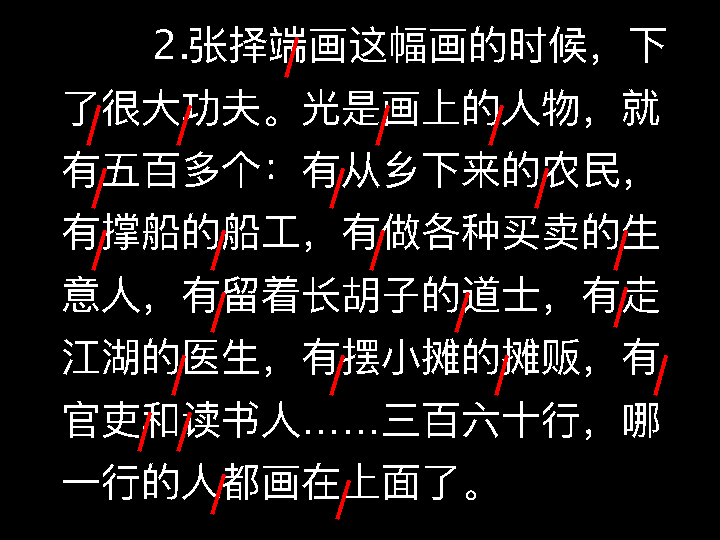 2.张择端画这幅画的时候，下
了很大功夫。光是画上的人物，就
有五百多个：有从乡下来的农民，
有撑船的船工，有做各种买卖的生
意人，有留着长胡子的道士，有走
江湖的医生，有摆小摊的摊贩，有
官吏和读书人……三百六十行，哪
一行的人都画在上面了。